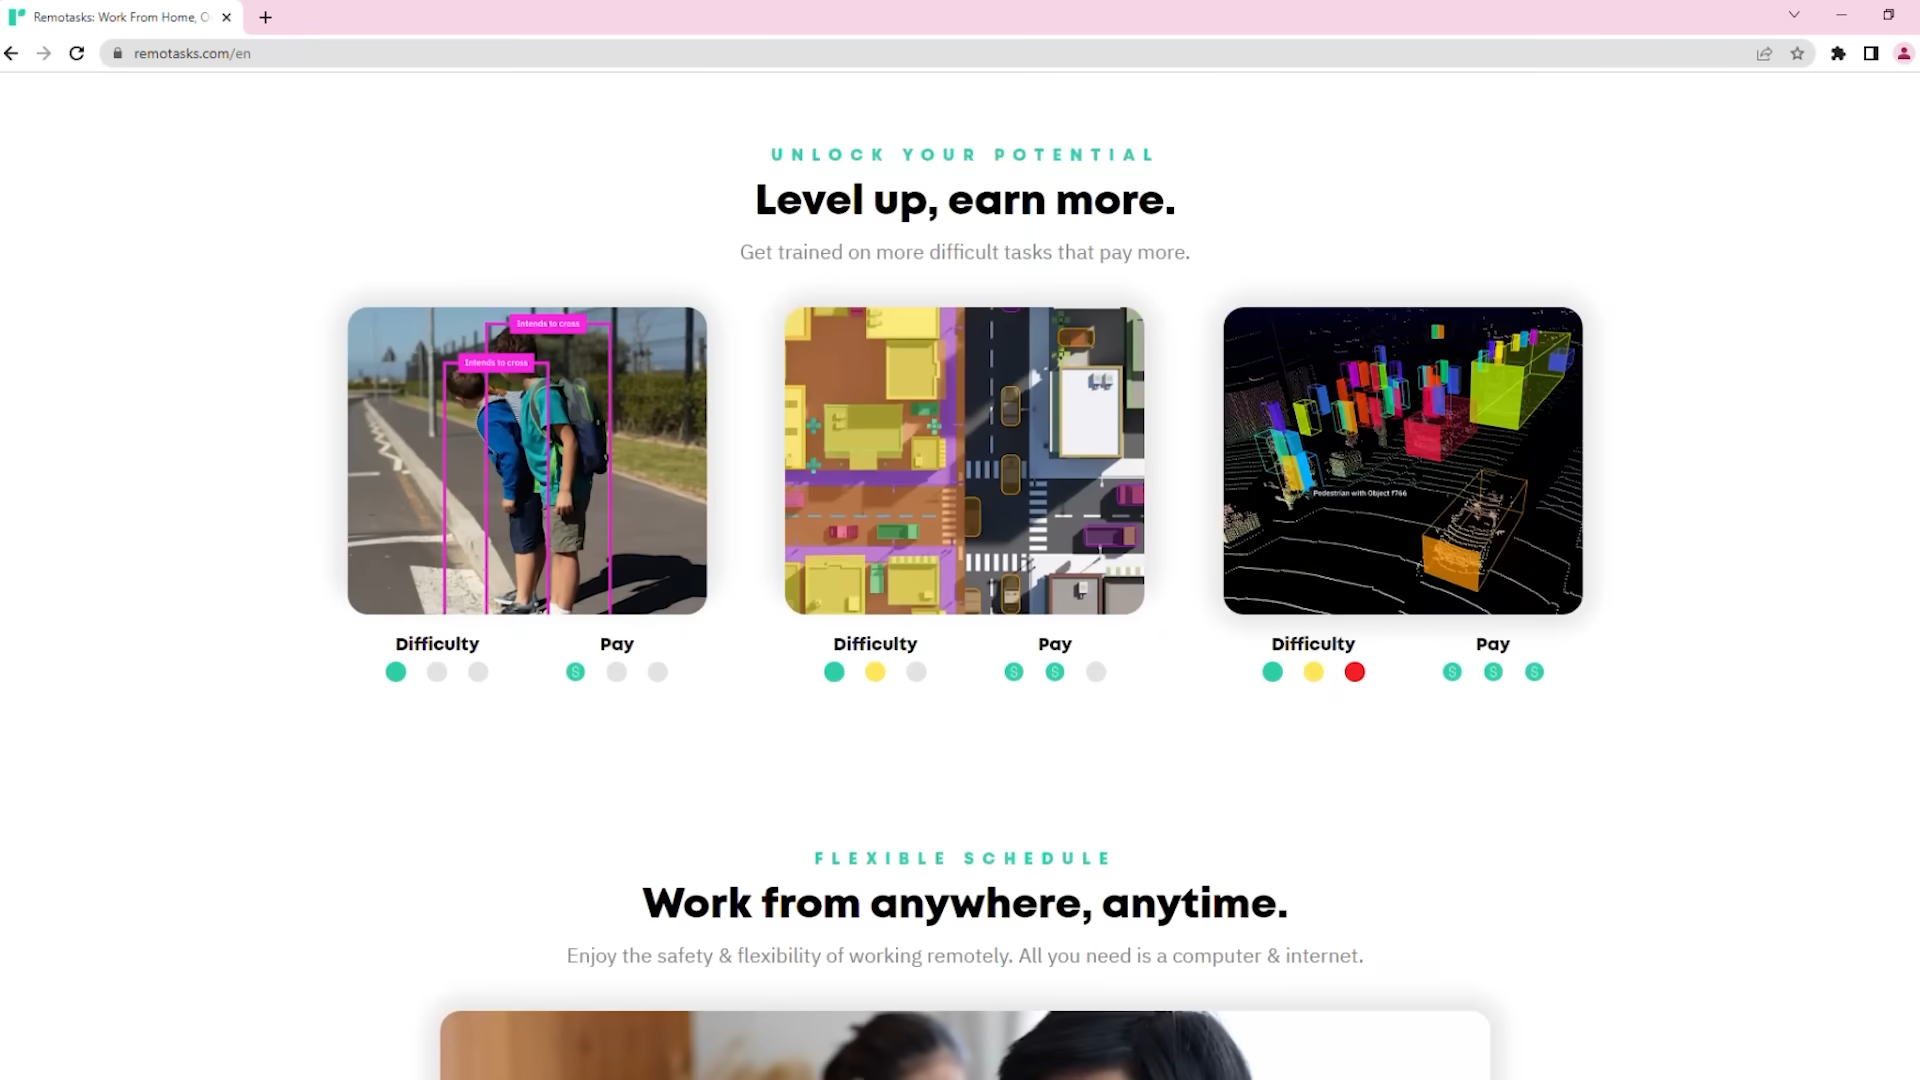 Remotasks: Work From Home, O
remotasks.com/en
UNLOCK YOUR POTENTIAL
Level up, earn more.
Get trained on more difficult tasks that pay more.
Intends to cross
Intends to cross
Pedestrian with Object f766
Difficulty Pay
Difficulty Pay
Difficulty Pay
FLEXIBLE SCHEDULE
Work from anywhere, anytime.
Enjoy the safety & flexibility of working remotely. All you need is a computer & internet.